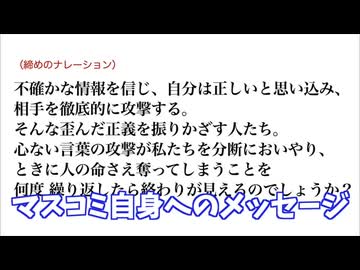 （締めのナレーション）
不確かな情報を信じ、自分は正しいと思い込み、
相手を徹底的に攻撃する。
そんな歪んだ正義を振りかざす人たち。
心ない言葉の攻撃が私たちを分断においやり、
ときに人の命さえ奪ってしまうことを
何度 繰り返したら終わりが見えるのでしょうか？
マスコミ自身へのメッセージ